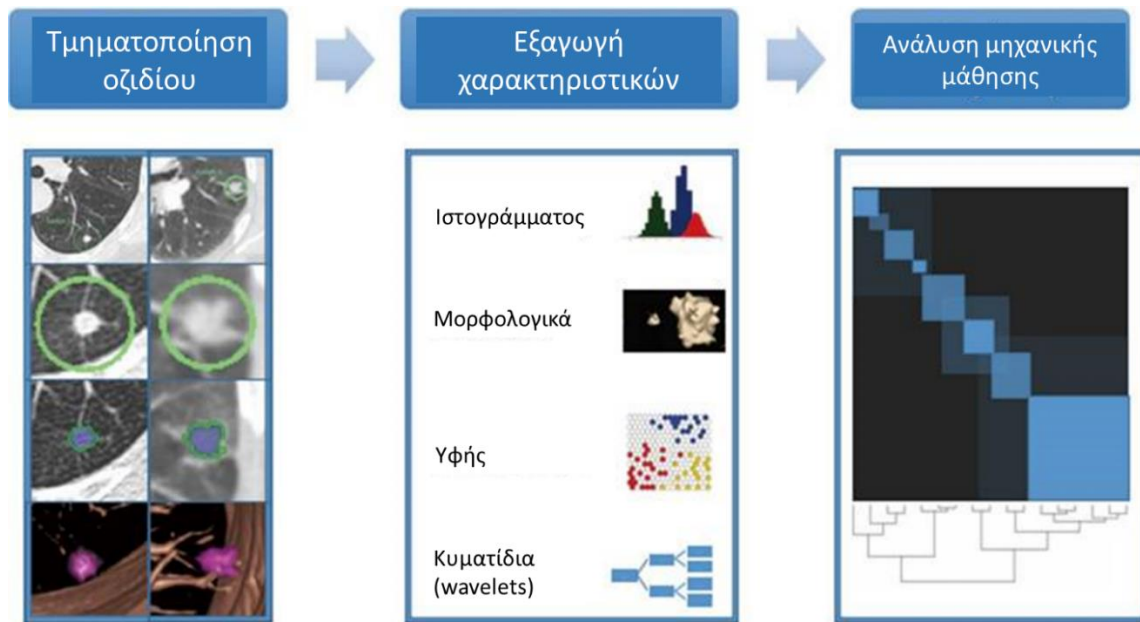 Τμηματοποίηση
οζιδίου
Εξαγωγή
χαρακτηριστικών
Ανάλυση μηχανικής
μάθησης
Ιστογράμματος
Μορφολογικά
Υφής
Κυματίδια
(wavelets)